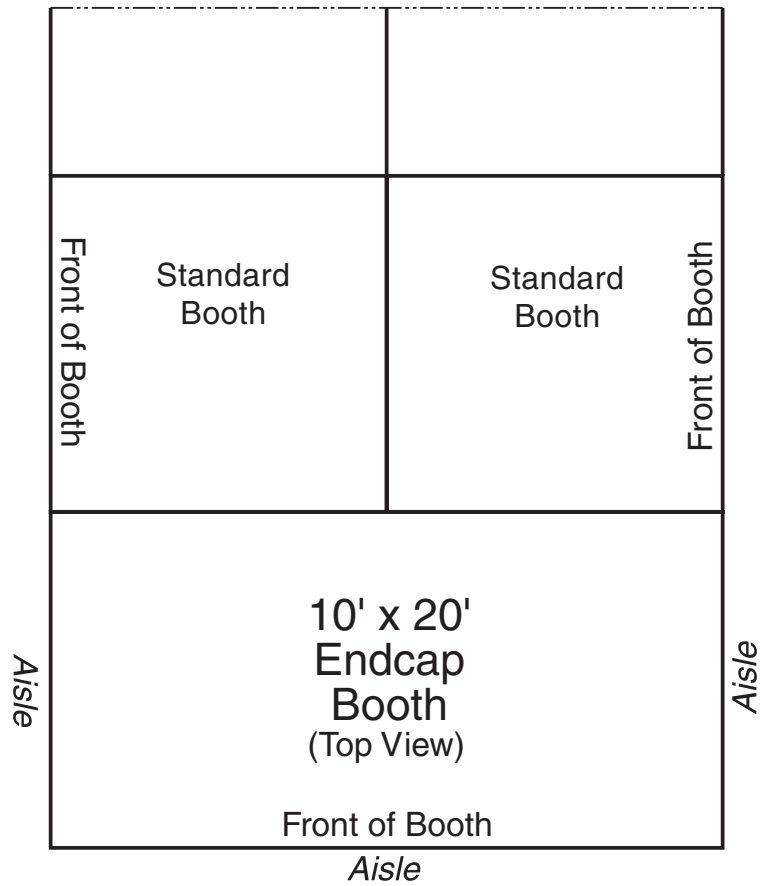 Front of Booth
Standard
Booth
Standard
Booth
Front of Booth
10' x 20'
Endcap
Booth
(Top View)
Aisle
Aisle
Front of Booth
Aisle